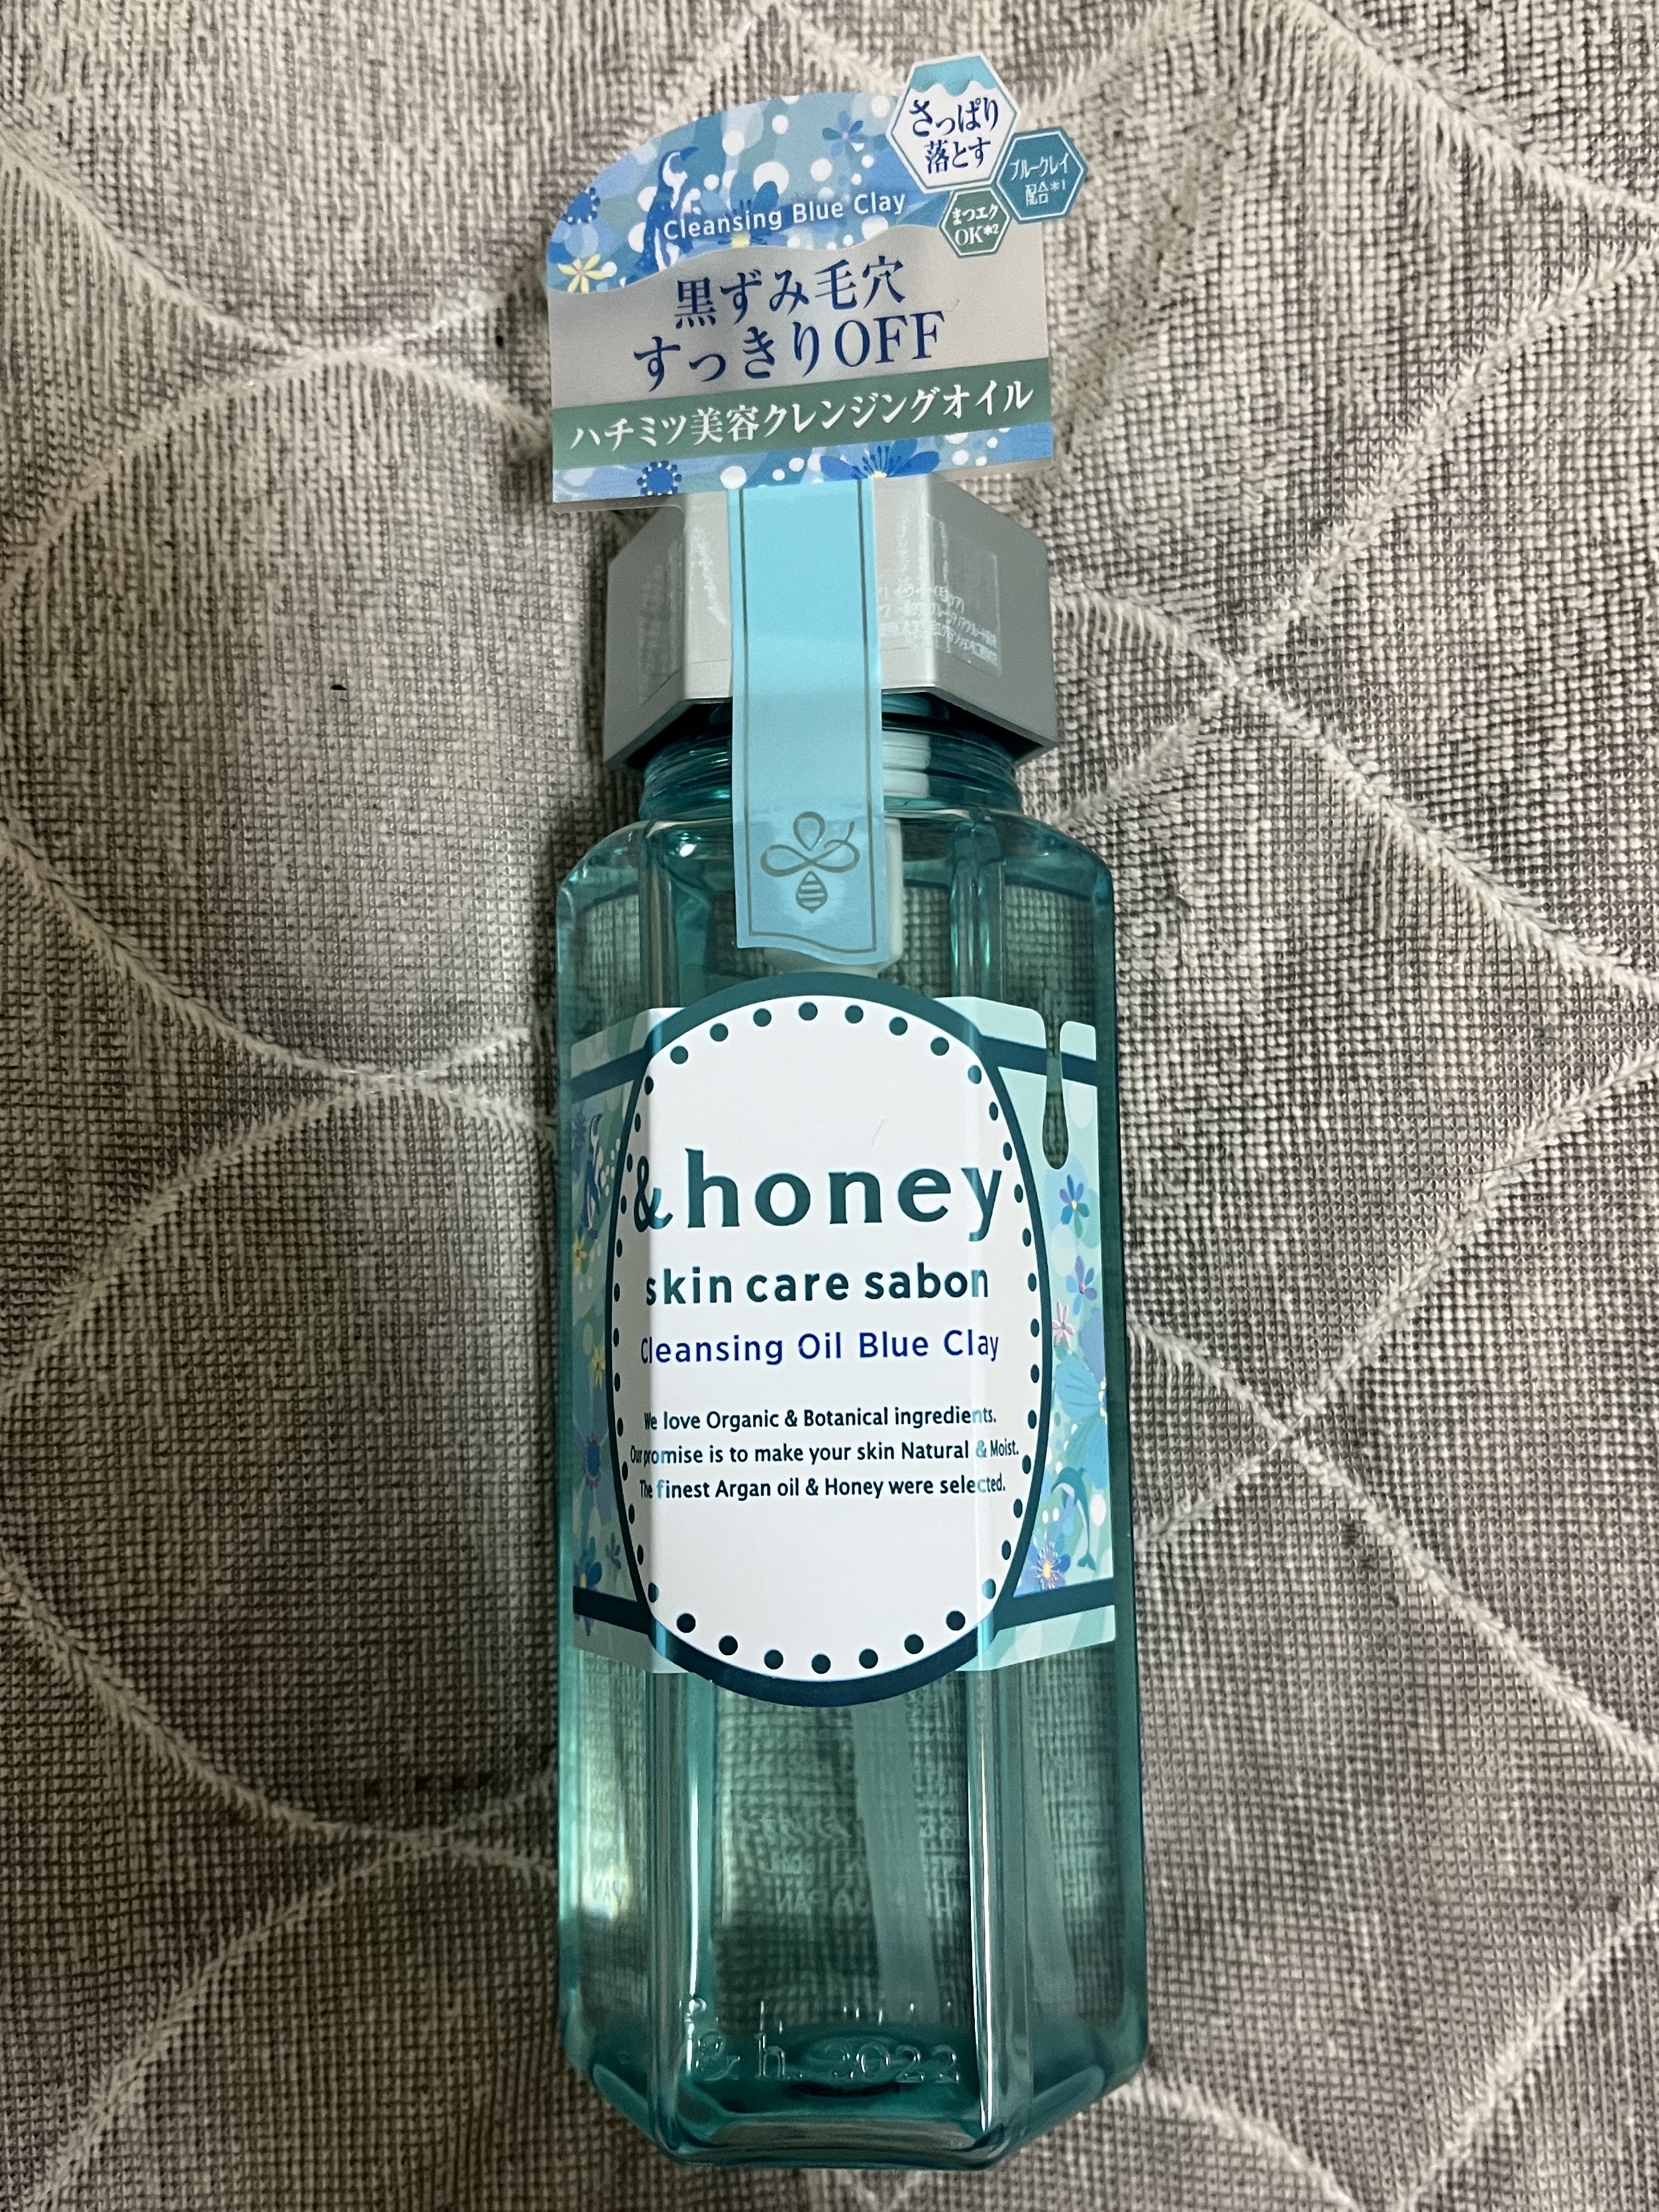 さっぱり
落とす
ブルークレイ
配合*1
まつエク
OK*2
Cleansing Blue Clay
黒ずみ毛穴
すっきりOFF
ハチミツ美容クレンジングオイル
&honey
skin care sabon
Cleansing Oil Blue Clay
We love Organic & Botanical ingredients.
Our promise is to make your skin Natural & Moist.
The finest Argan oil & Honey were selected.
& h. 2022